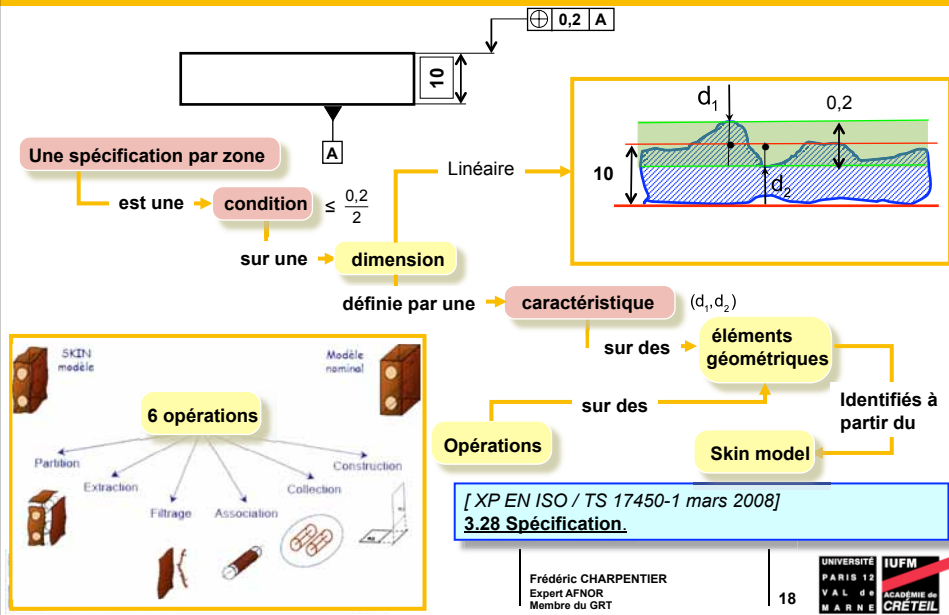 ⌖ 0,2 A
10
A
d1
0,2
10
d2
Une spécification par zone
est une
condition
≤ 0,2/2
Linéaire
sur une
dimension
définie par une
caractéristique
(d1,d2)
sur des
éléments
géométriques
Identifiés à
partir du
sur des
Opérations
Skin model
SKIN
modèle
Modèle
nominal
6 opérations
Partition
Extraction
Filtrage
Association
Collection
Construction
[ XP EN ISO / TS 17450-1 mars 2008]
3.28 Spécification.
Frédéric CHARPENTIER
Expert AFNOR
Membre du GRT
18
UNIVERSITÉ
PARIS 12
VAL de
MARNE
IUFM
ACADÉMIE de
CRÉTEIL